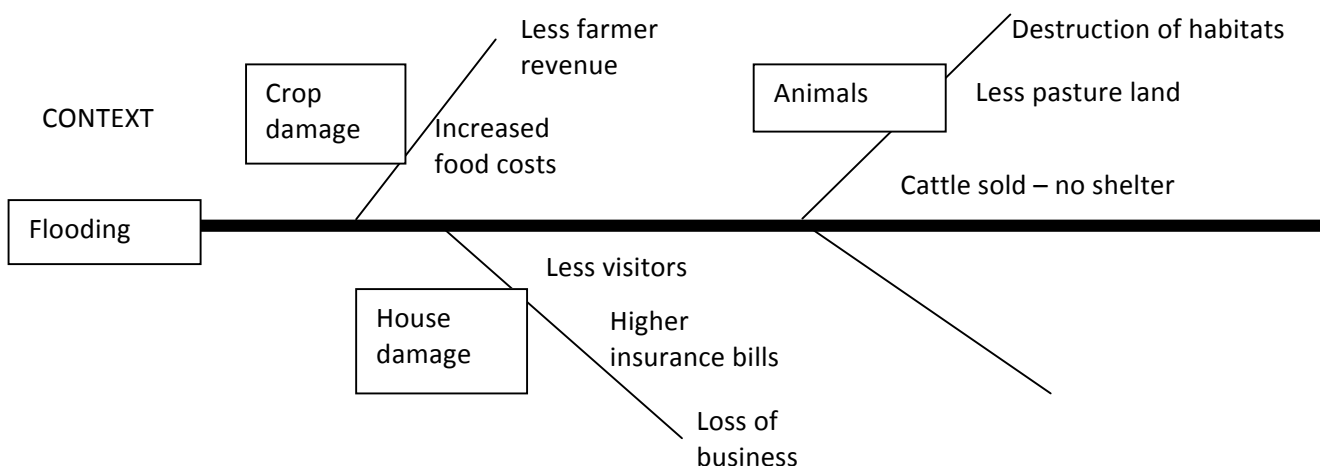 CONTEXT
Flooding
Crop
damage
Less farmer
revenue
Increased
food costs
Animals
Destruction of habitats
Less pasture land
Cattle sold – no shelter
House
damage
Less visitors
Higher
insurance bills
Loss of
business